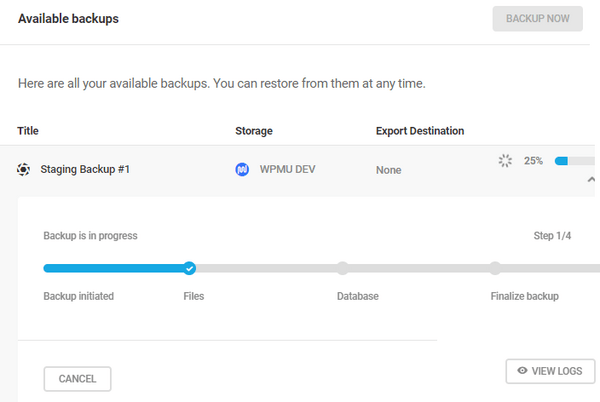 Available backups
BACKUP NOW
Here are all your available backups. You can restore from them at any time.
Title Storage Export Destination
Staging Backup #1 WPMU DEV None 25%
Backup is in progress Step 1/4
Backup initiated Files Database Finalize backup
CANCEL VIEW LOGS